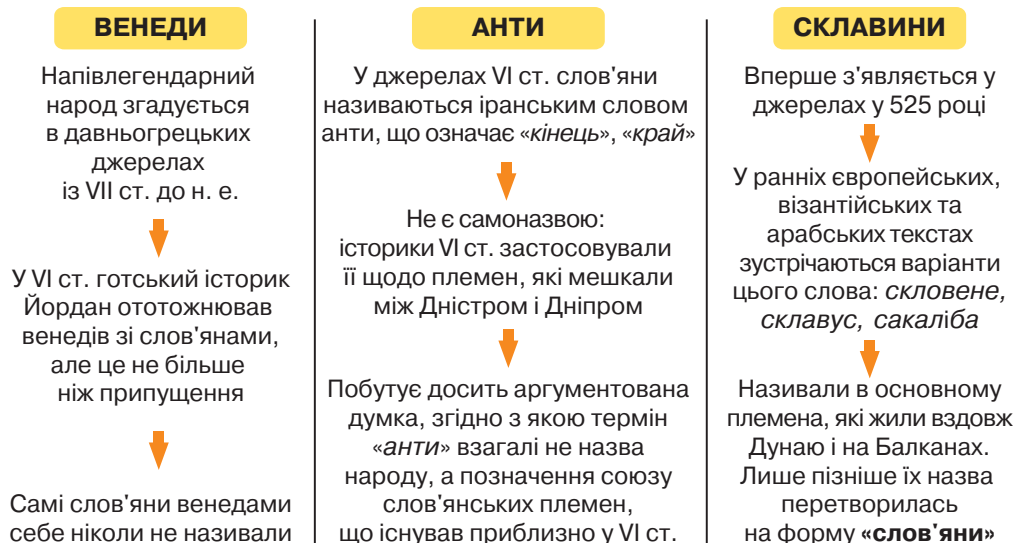 ВЕНЕДИ
Напівлегендарний
народ згадується
в давньогрецьких
джерелах
із VII ст. до н. е.
У VI ст. готський історик
Йордан ототожнював
венедів зі слов'янами,
але це не більше
ніж припущення
Самі слов'яни венедами
себе ніколи не називали
АНТИ
У джерелах VI ст. слов'яни
називаються іранським словом
анти, що означає «кінець», «край»
Не є самоназвою:
історики VI ст. застосовували
її щодо племен, які мешкали
між Дністром і Дніпром
Побутує досить аргументована
думка, згідно з якою термін
«анти» взагалі не назва
народу, а позначення союзу
слов'янських племен,
що існував приблизно у VI ст.
СКЛАВИНИ
Вперше з'являється у
джерелах у 525 році
У ранніх європейських,
візантійських та
арабських текстах
зустрічаються варіанти
цього слова: скловене,
склавус, сакаліба
Називали в основному
племена, які жили вздовж
Дунаю і на Балканах.
Лише пізніше їх назва
перетворилась
на форму «слов'яни»